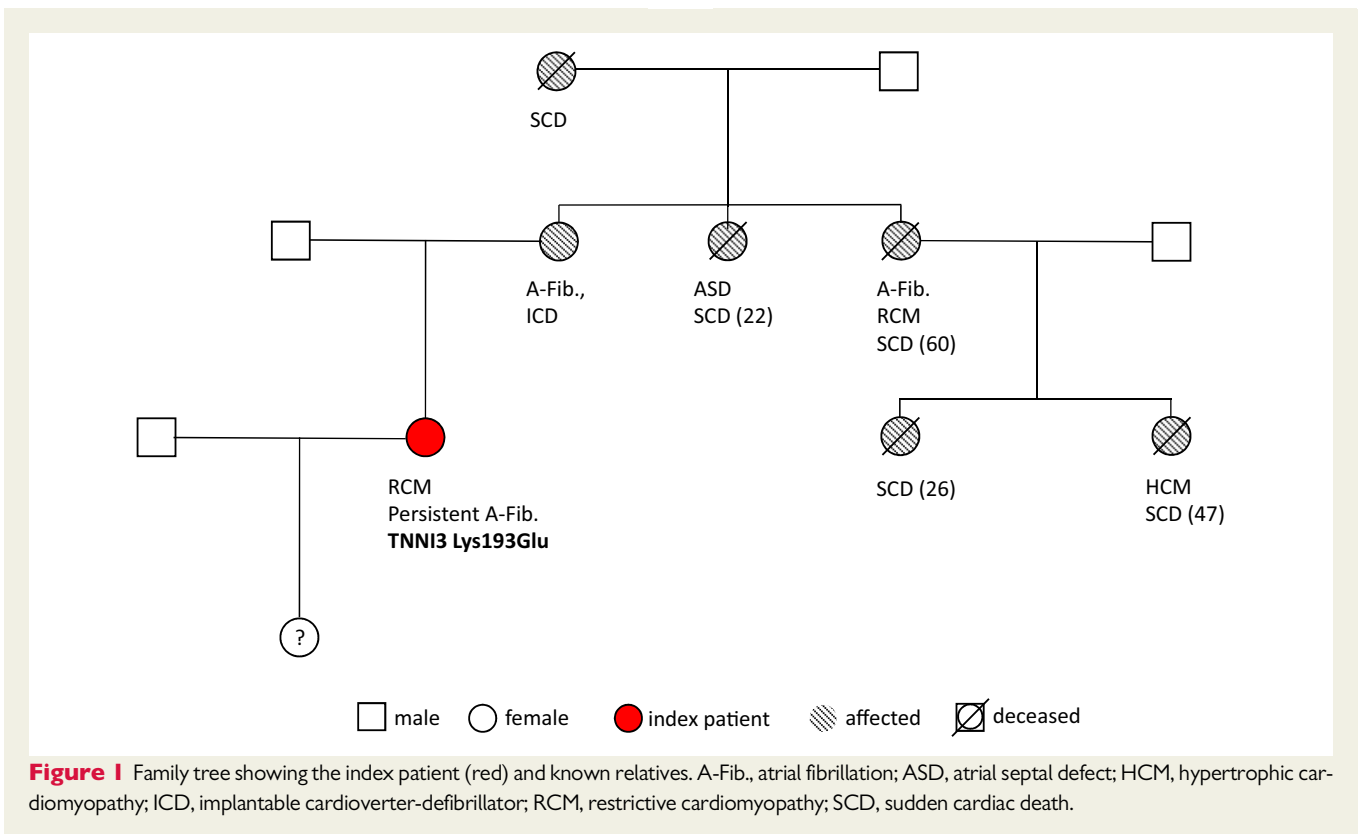 SCD
A-Fib.,
ICD
ASD
SCD (22)
A-Fib.
RCM
SCD (60)
RCM
Persistent A-Fib.
TNNI3 Lys193Glu
SCD (26)
HCM
SCD (47)
?
male female index patient affected deceased
Figure 1 Family tree showing the index patient (red) and known relatives. A-Fib., atrial fibrillation; ASD, atrial septal defect; HCM, hypertrophic car-
diomyopathy; ICD, implantable cardioverter-defibrillator; RCM, restrictive cardiomyopathy; SCD, sudden cardiac death.